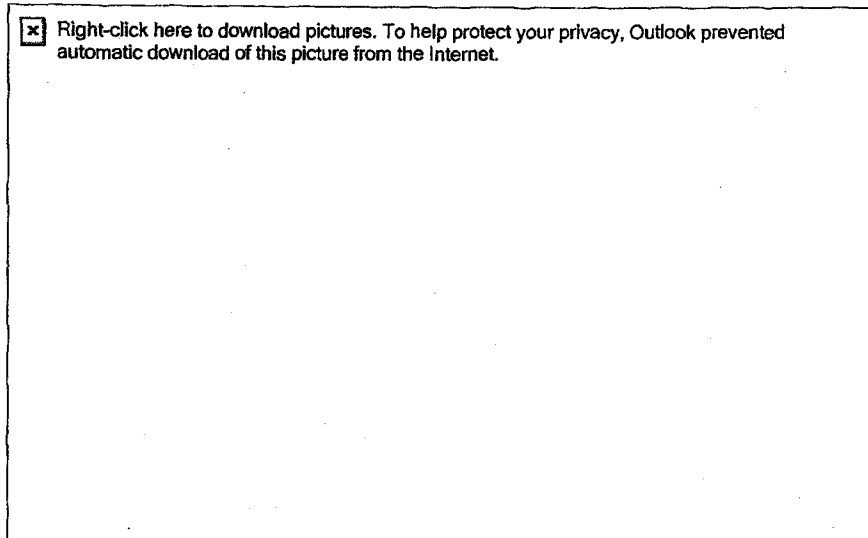 Right-click here to download pictures. To help protect your privacy, Outlook prevented
automatic download of this picture from the Internet.